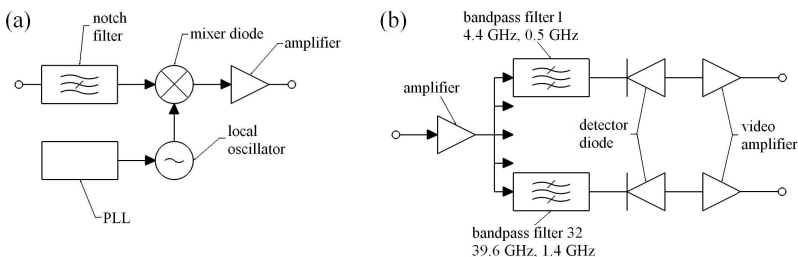 (a)
notch
filter
mixer diode
amplifier
local
oscillator
PLL
(b)
bandpass filter 1
4.4 GHz, 0.5 GHz
amplifier
detector
diode
video
amplifier
bandpass filter 32
39.6 GHz, 1.4 GHz